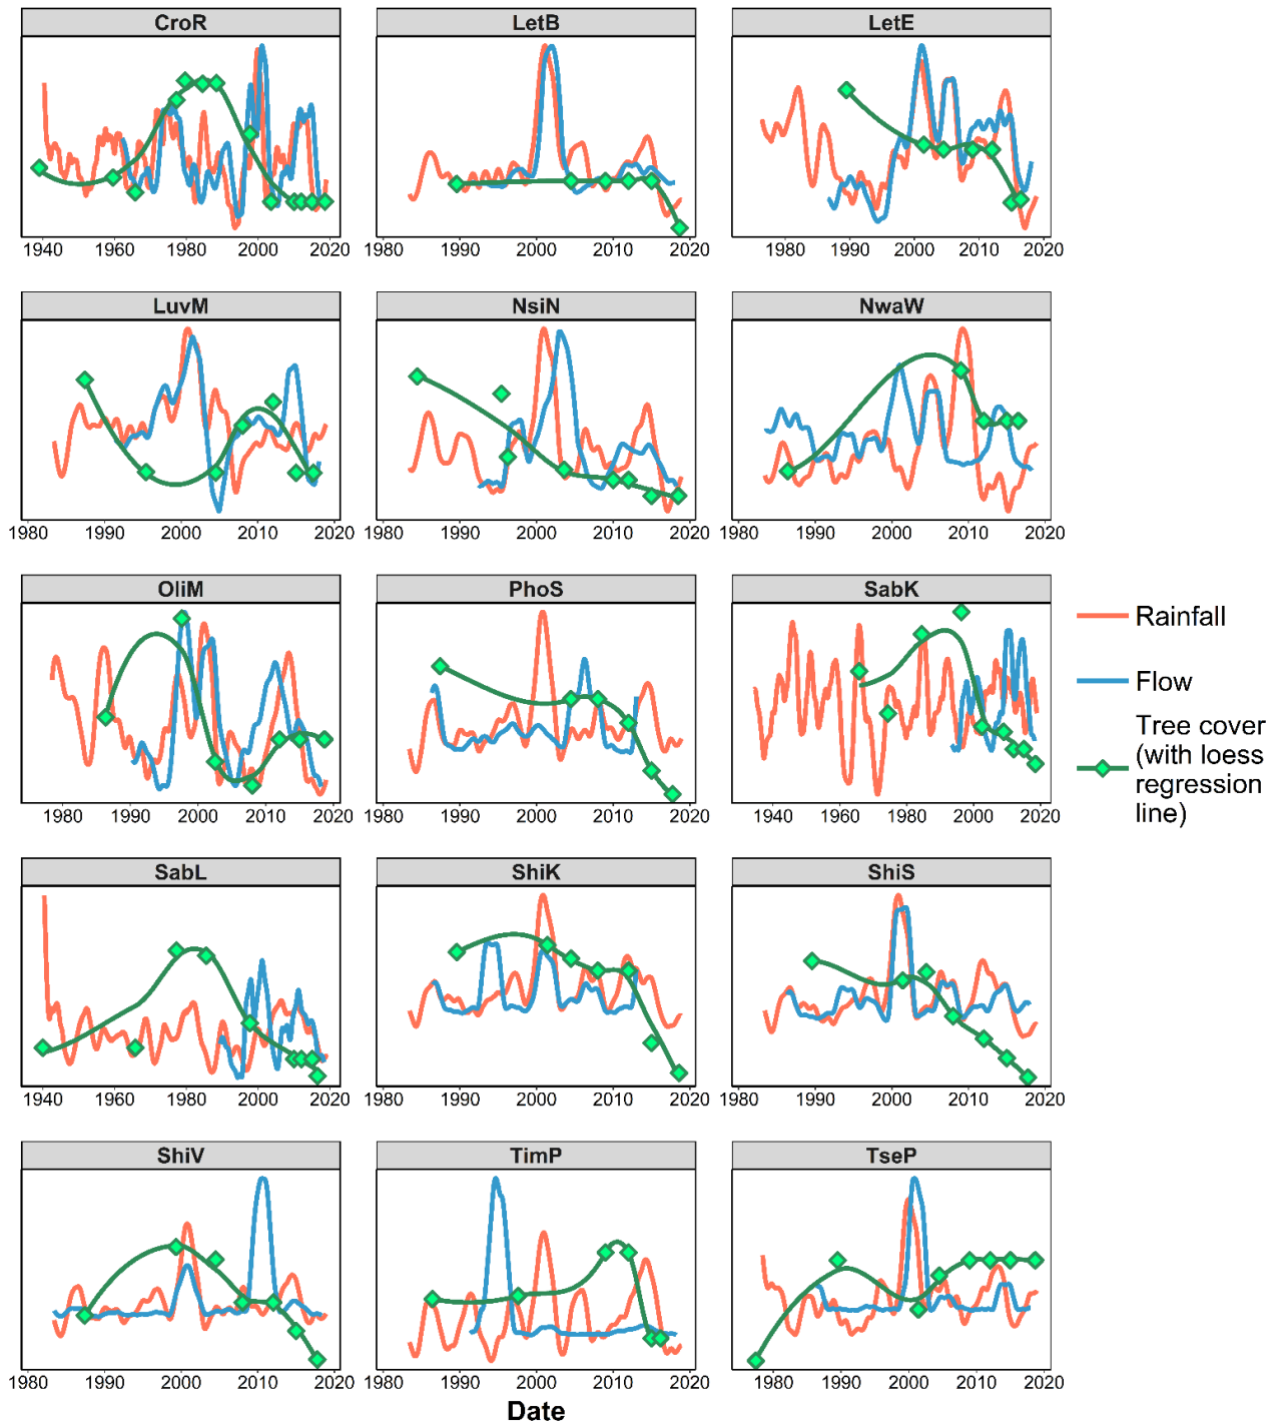 CroR LetB LetE
1940 1960 1980 2000 2020 1980 1990 2000 2010 2020 1980 1990 2000 2010 2020
LuvM NsiN NwaW
1980 1990 2000 2010 2020 1980 1990 2000 2010 2020 1980 1990 2000 2010 2020
OliM PhoS SabK
1980 1990 2000 2010 2020 1980 1990 2000 2010 2020 1940 1960 1980 2000 2020
Rainfall
Flow
Tree cover
(with loess
regression
line)
SabL ShiK ShiS
1940 1960 1980 2000 2020 1980 1990 2000 2010 2020 1980 1990 2000 2010 2020
ShiV TimP TseP
1980 1990 2000 2010 2020 1980 1990 2000 2010 2020 1980 1990 2000 2010 2020
Date